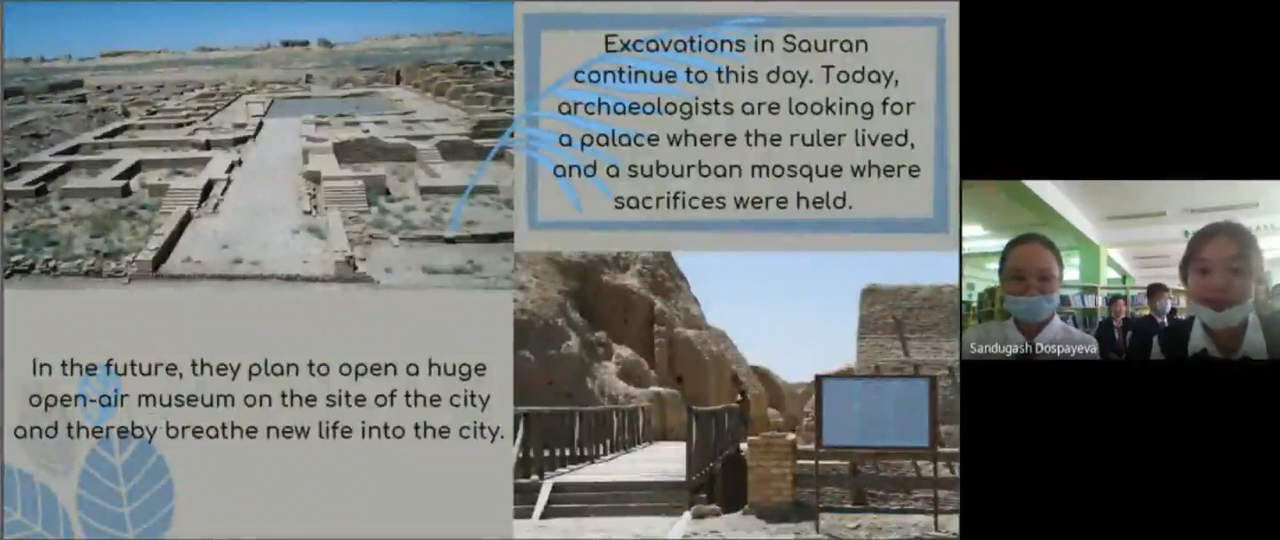 Excavations in Sauran
continue to this day. Today,
archaeologists are looking for
a palace where the ruler lived,
and a suburban mosque where
sacrifices were held.
In the future, they plan to open a huge
open-air museum on the site of the city
and thereby breathe new life into the city.
Sandugash Dospayeva